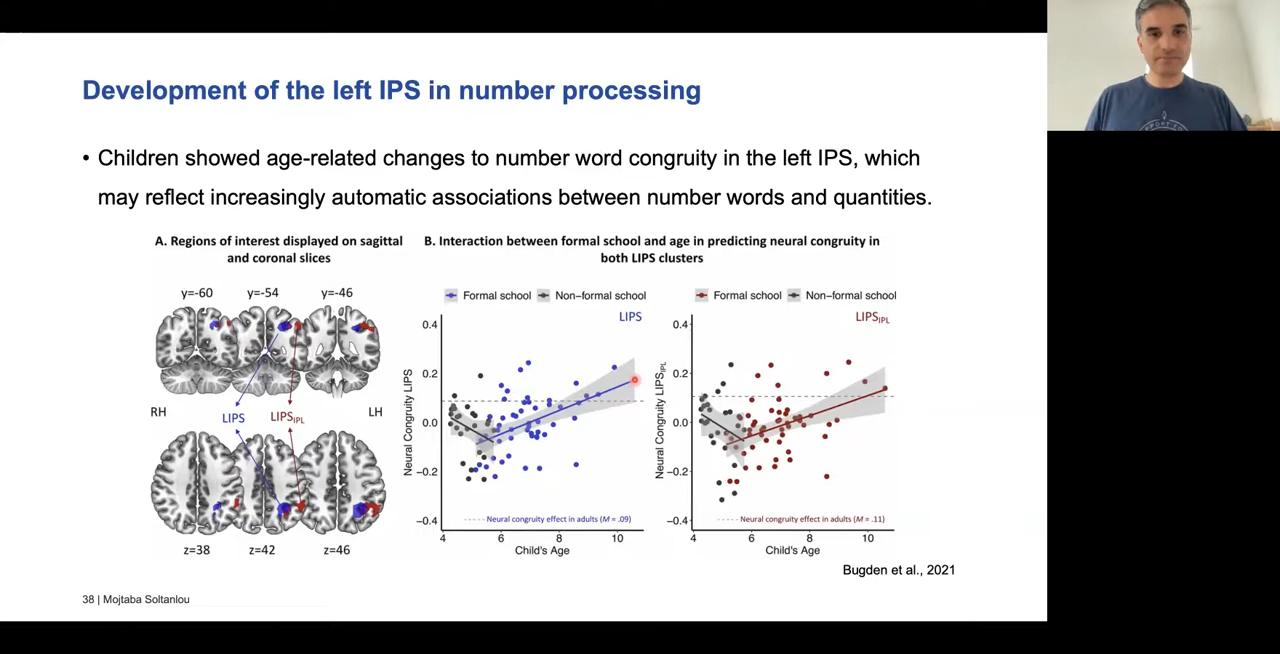 Development of the left IPS in number processing
• Children showed age-related changes to number word congruity in the left IPS, which
may reflect increasingly automatic associations between number words and quantities.
A. Regions of interest displayed on sagittal
and coronal slices
y=-60 y=-54 y=-46
RH LIPS LIPS IPL LH
z=38 z=42 z=46
B. Interaction between formal school and age in predicting neural congruity in
both LIPS clusters
Formal school Non-formal school
LIPS
Neural Congruity LIPS
0.4
0.2
0.0
−0.2
−0.4
Neural congruity effect in adults (M = .09)
4 6 8 10
Child's Age
Formal school Non-formal school
LIPS IPL
Neural Congruity LIPS IPL
0.4
0.2
0.0
−0.2
−0.4
Neural congruity effect in adults (M = .11)
4 6 8 10
Child's Age
Bugden et al., 2021
38 | Mojtaba Soltanlou